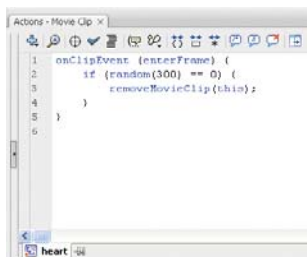 Actions - Movie Clip ×
1 onClipEvent (enterFrame) {
2 if (random(300) == 0) {
3 removeMovieClip(this);
4 }
5 }
6
heart